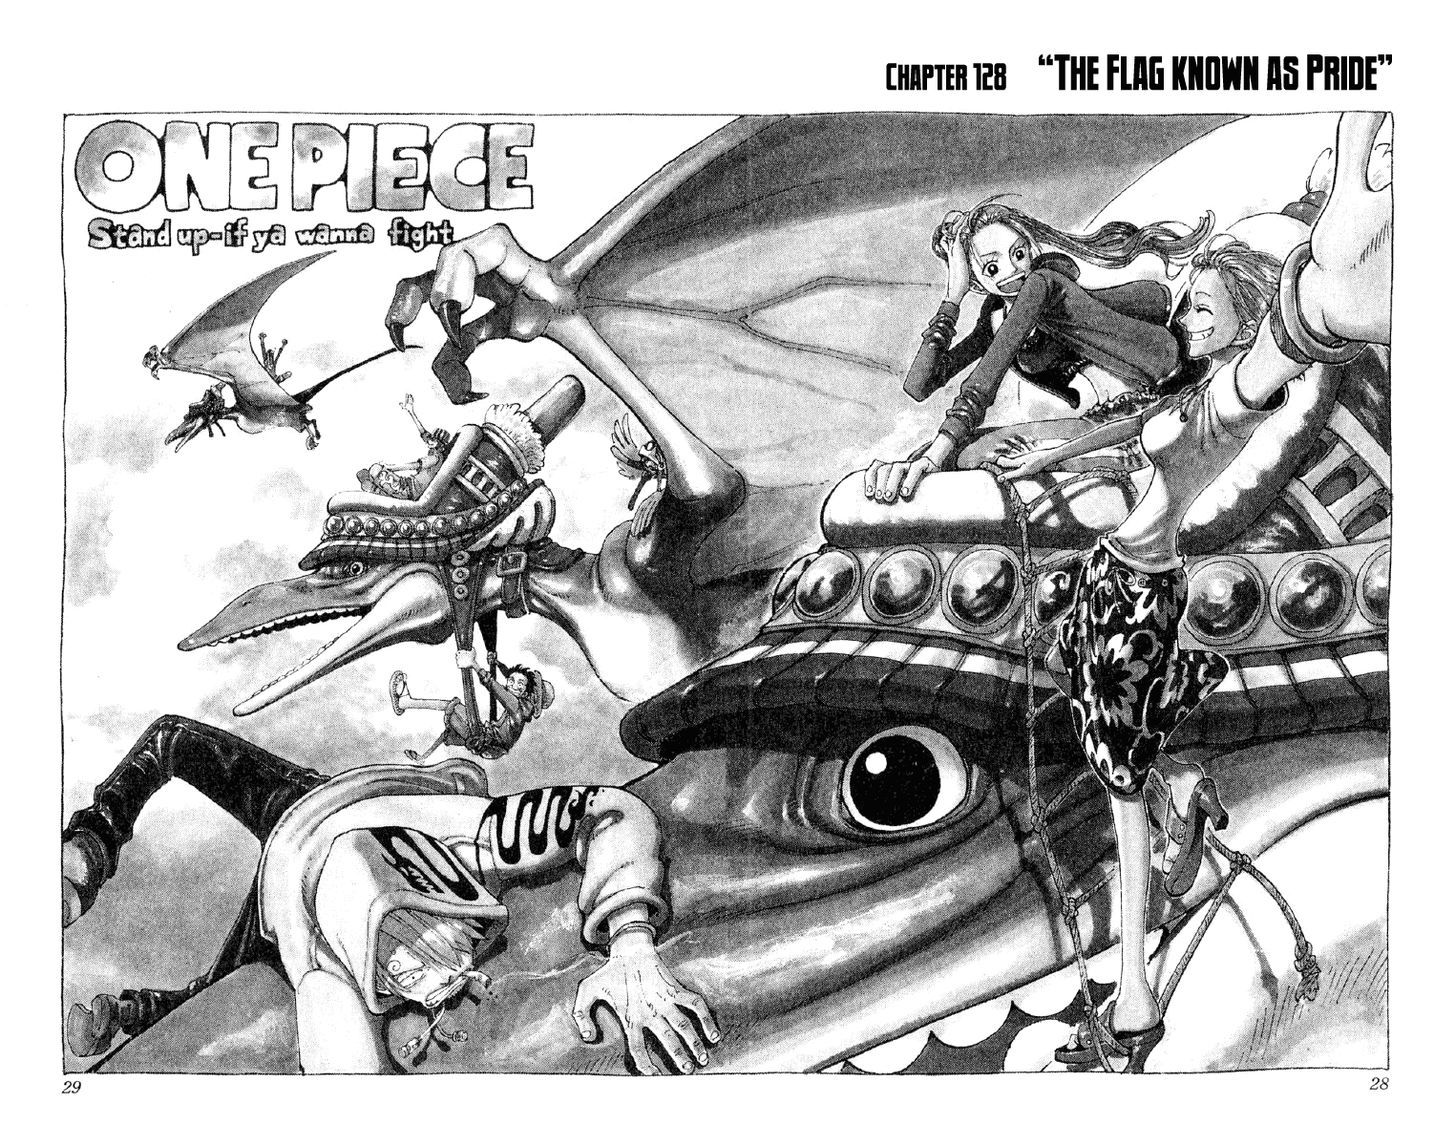 CHAPTER 128 “THE FLAG KNOWN AS PRIDE”
ONE PIECE
Stand up-if ya wanna fight
29
28